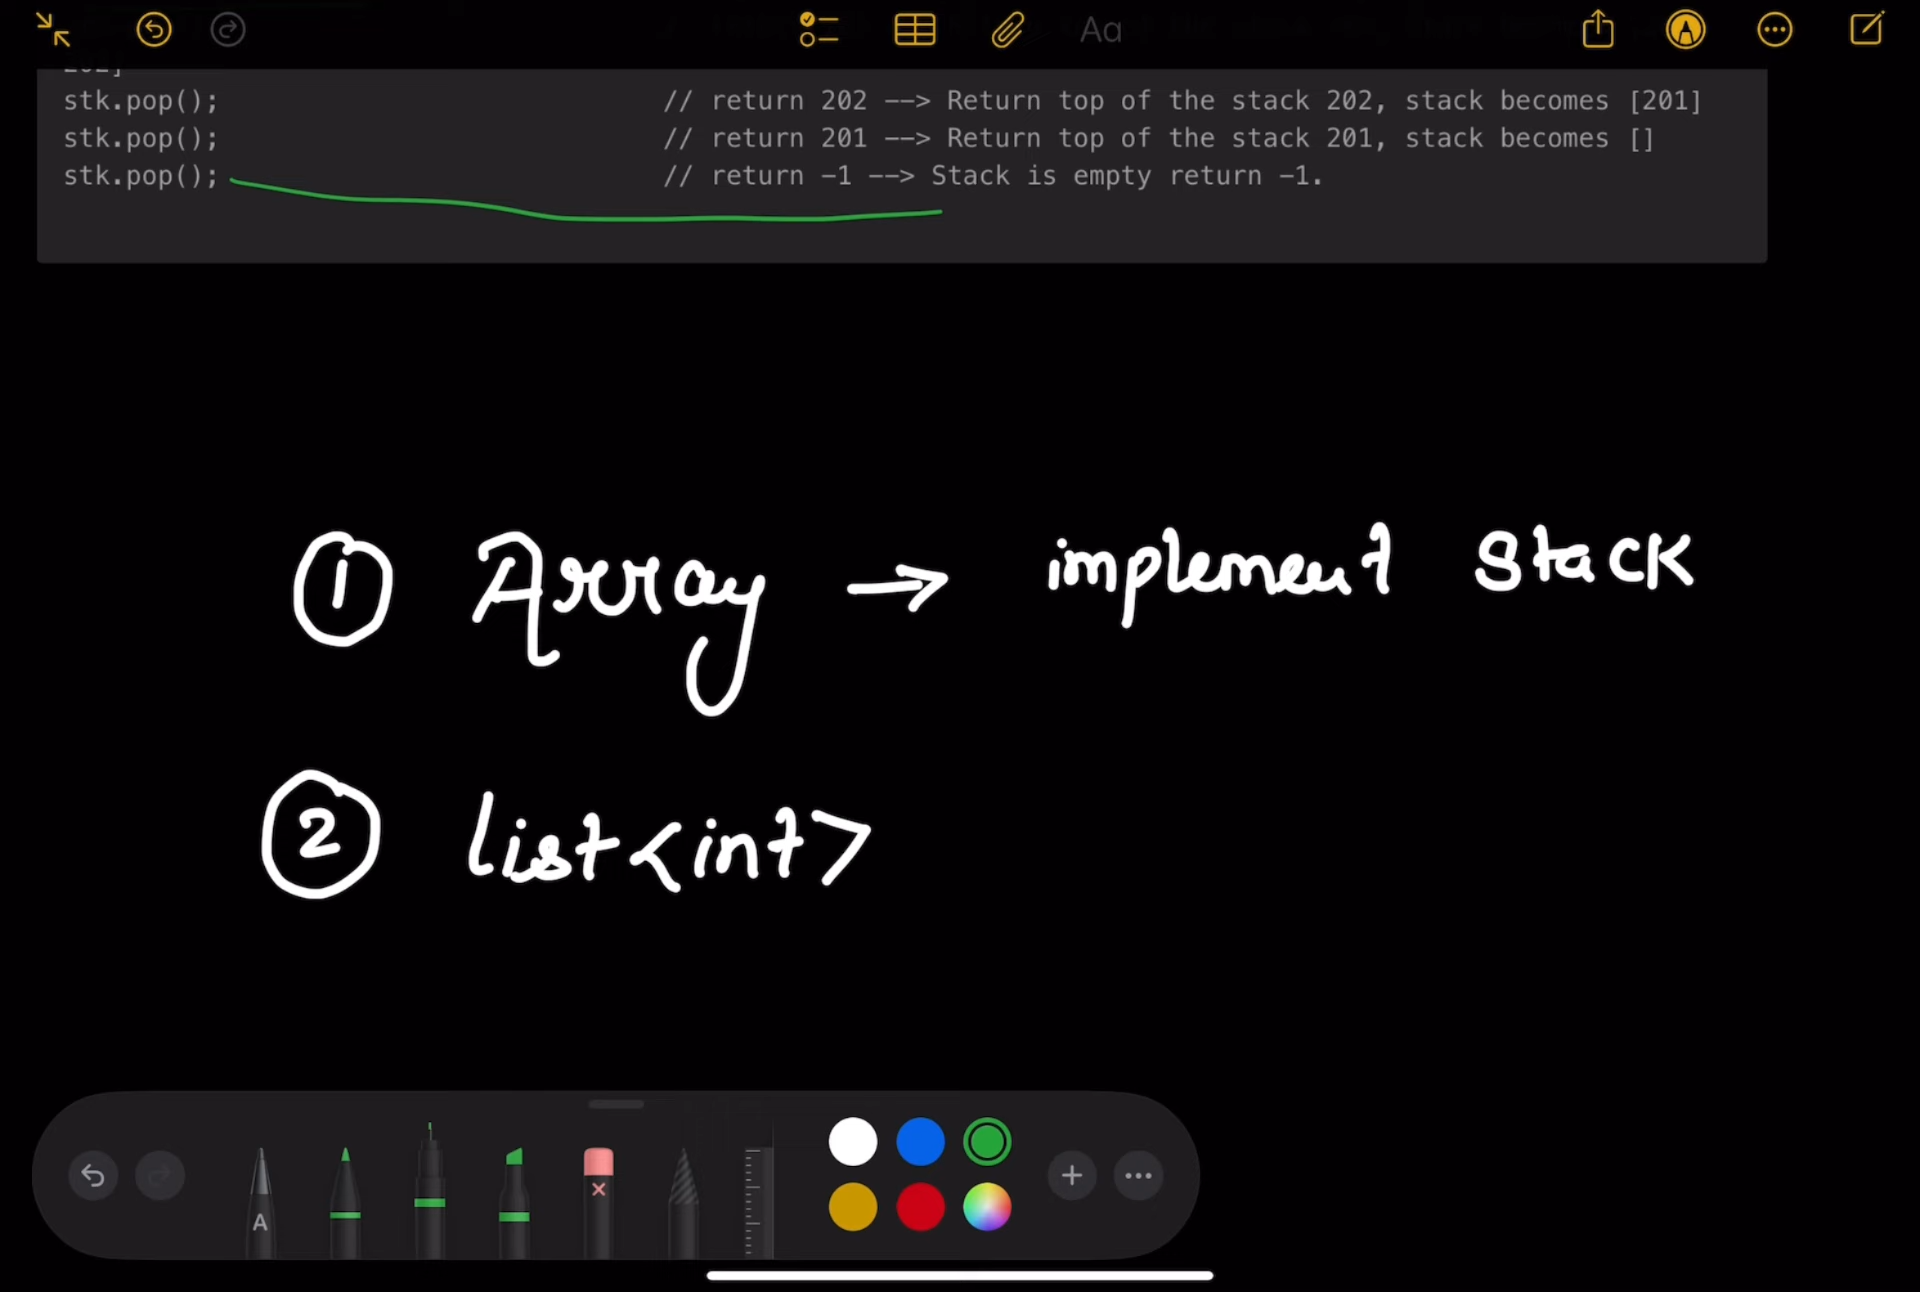 Aa
202]
stk.pop(); // return 202 --> Return top of the stack 202, stack becomes [201]
stk.pop(); // return 201 --> Return top of the stack 201, stack becomes []
stk.pop(); // return -1 --> Stack is empty return -1.
① Array → implement Stack
② list<int>
A